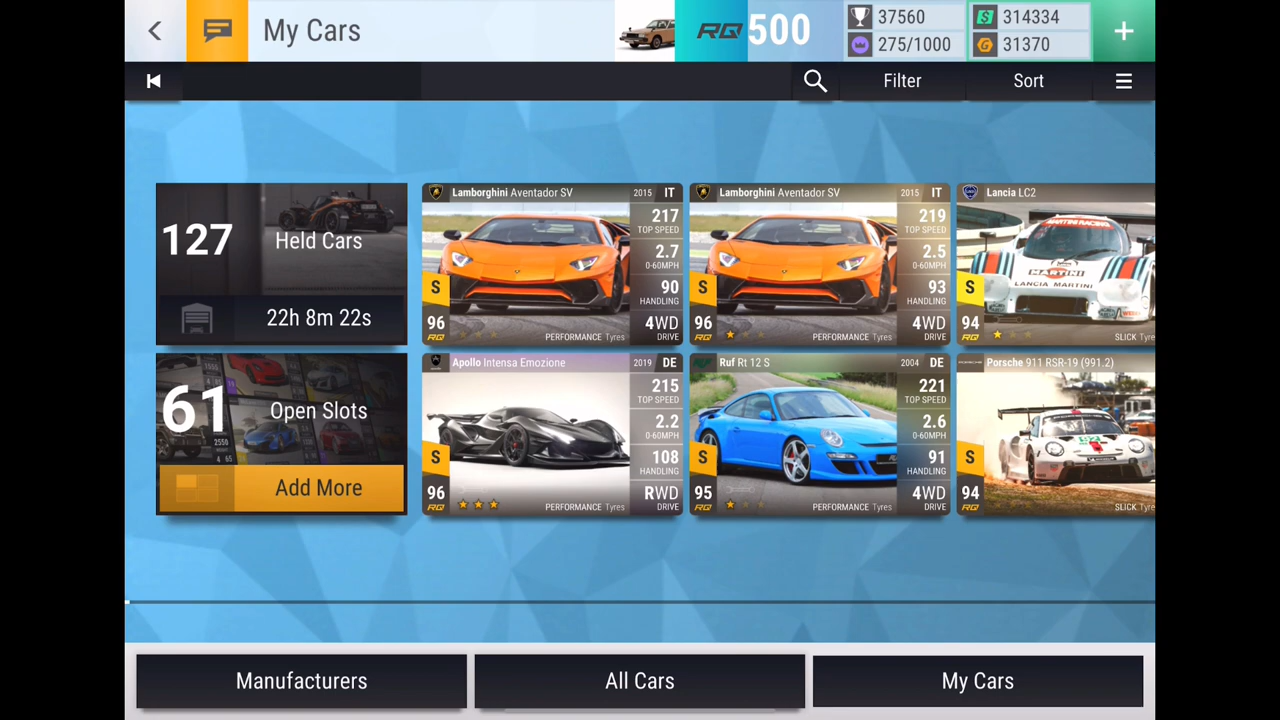 My Cars
RQ 500
37560
275/1000
314334
31370
+
Filter
Sort
127
Held Cars
22h 8m 22s
Lamborghini Aventador SV
2015 IT
217
TOP SPEED
2.7
0-60MPH
90
HANDLING
4WD
DRIVE
S
96
RQ
PERFORMANCE Tyres
Lamborghini Aventador SV
2015 IT
219
TOP SPEED
2.5
0-60MPH
93
HANDLING
4WD
DRIVE
S
96
RQ
PERFORMANCE Tyres
Lancia LC2
MARTINI RACING
MARTINI
LANCIA MARTINI
S
94
RQ
SLICK Tyre
61
Open Slots
Add More
Apollo Intensa Emozione
2019 DE
215
TOP SPEED
2.2
0-60MPH
108
HANDLING
RWD
DRIVE
S
96
RQ
PERFORMANCE Tyres
Ruf Rt 12 S
2004 DE
221
TOP SPEED
2.6
0-60MPH
91
HANDLING
4WD
DRIVE
S
95
RQ
PERFORMANCE Tyres
Porsche 911 RSR-19 (991.2)
S
94
RQ
SLICK Tyre
Manufacturers
All Cars
My Cars